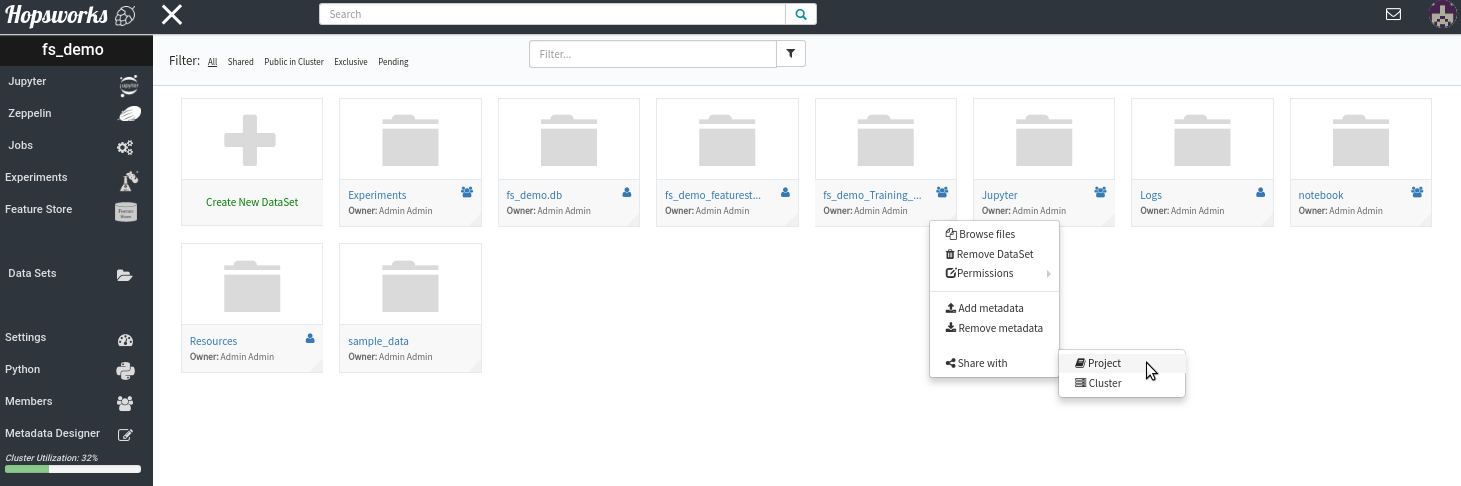 Hopsworks
Search
fs_demo
Jupyter
Zeppelin
Jobs
Experiments
Feature Store
Data Sets
Settings
Python
Members
Metadata Designer
Cluster Utilization: 32%
Filter: All Shared Public in Cluster Exclusive Pending
Filter...
Create New DataSet
Experiments
Owner: Admin Admin
fs_demo.db
Owner: Admin Admin
fs_demo_featurest...
Owner: Admin Admin
fs_demo_Training_...
Owner: Admin Admin
Jupyter
Owner: Admin Admin
Logs
Owner: Admin Admin
notebook
Owner: Admin Admin
Resources
Owner: Admin Admin
sample_data
Owner: Admin Admin
Browse files
Remove DataSet
Permissions
Add metadata
Remove metadata
Share with
Project
Cluster